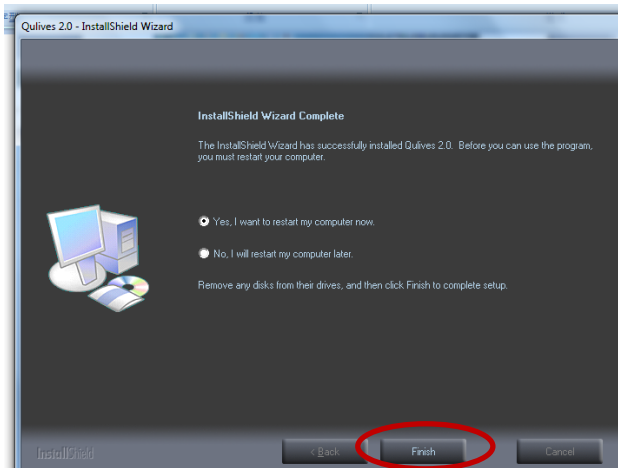 Qulives 2.0 - InstallShield Wizard
InstallShield Wizard Complete
The InstallShield Wizard has successfully installed Qulives 2.0. Before you can use the program,
you must restart your computer.
Yes, I want to restart my computer now.
No, I will restart my computer later.
Remove any disks from their drives, and then click Finish to complete setup.
InstallShield
< Back
Finish
Cancel